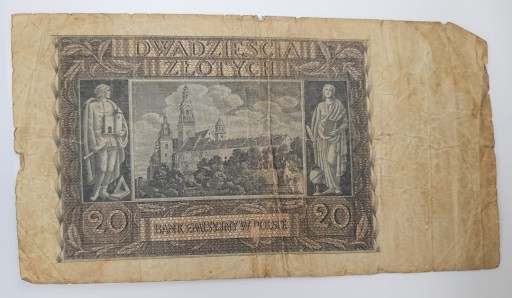 DWADZIEŚCIA
ZŁOTYCH
20 20
BANK EMISYJNY W POLSCE